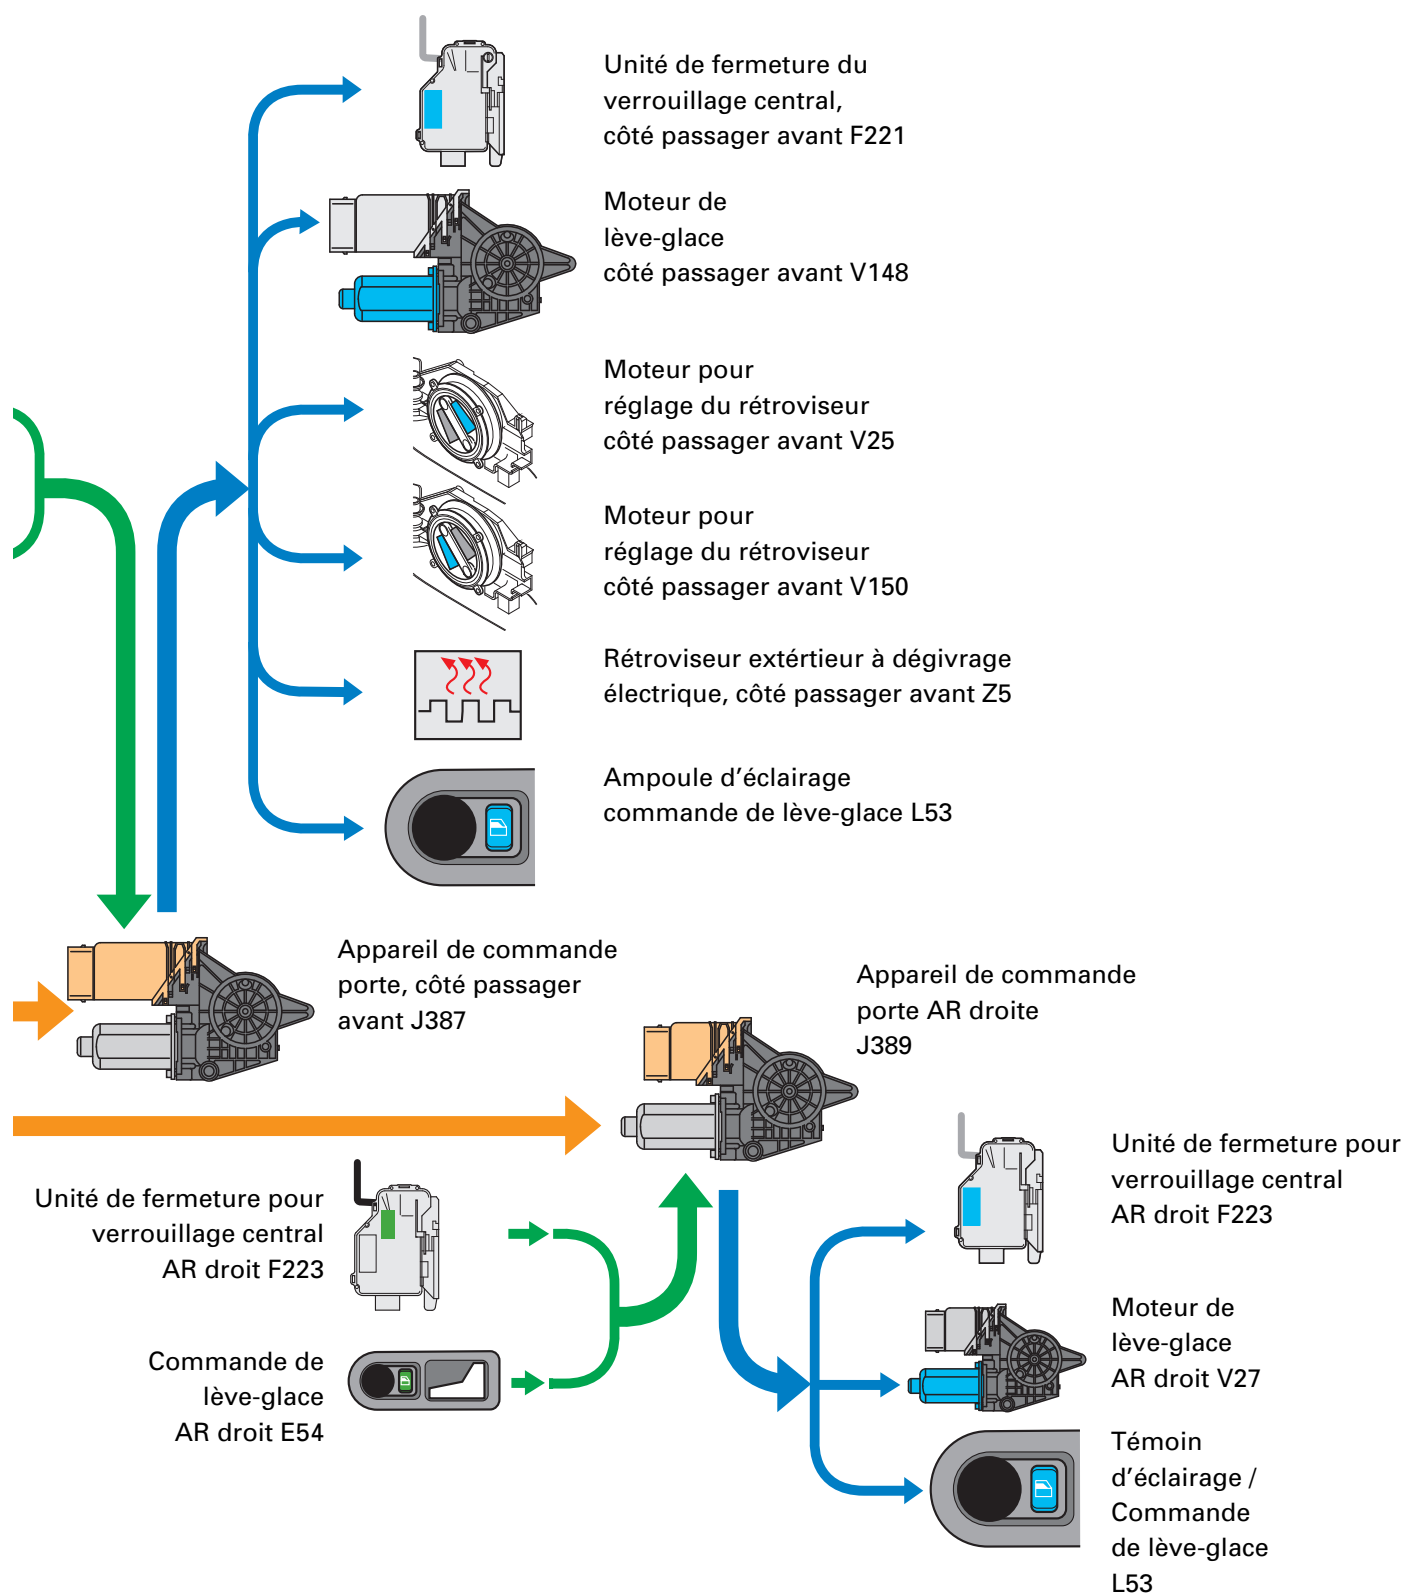 Unité de fermeture du
verrouillage central,
côté passager avant F221
Moteur de
lève-glace
côté passager avant V148
Moteur pour
réglage du rétroviseur
côté passager avant V25
Moteur pour
réglage du rétroviseur
côté passager avant V150
Rétroviseur extértieur à dégivrage
électrique, côté passager avant Z5
Ampoule d’éclairage
commande de lève-glace L53
Appareil de commande
porte, côté passager
avant J387
Appareil de commande
porte AR droite
J389
Unité de fermeture pour
verrouillage central
AR droit F223
Commande de
lève-glace
AR droit E54
Unité de fermeture pour
verrouillage central
AR droit F223
Moteur de
lève-glace
AR droit V27
Témoin
d’éclairage /
Commande
de lève-glace
L53